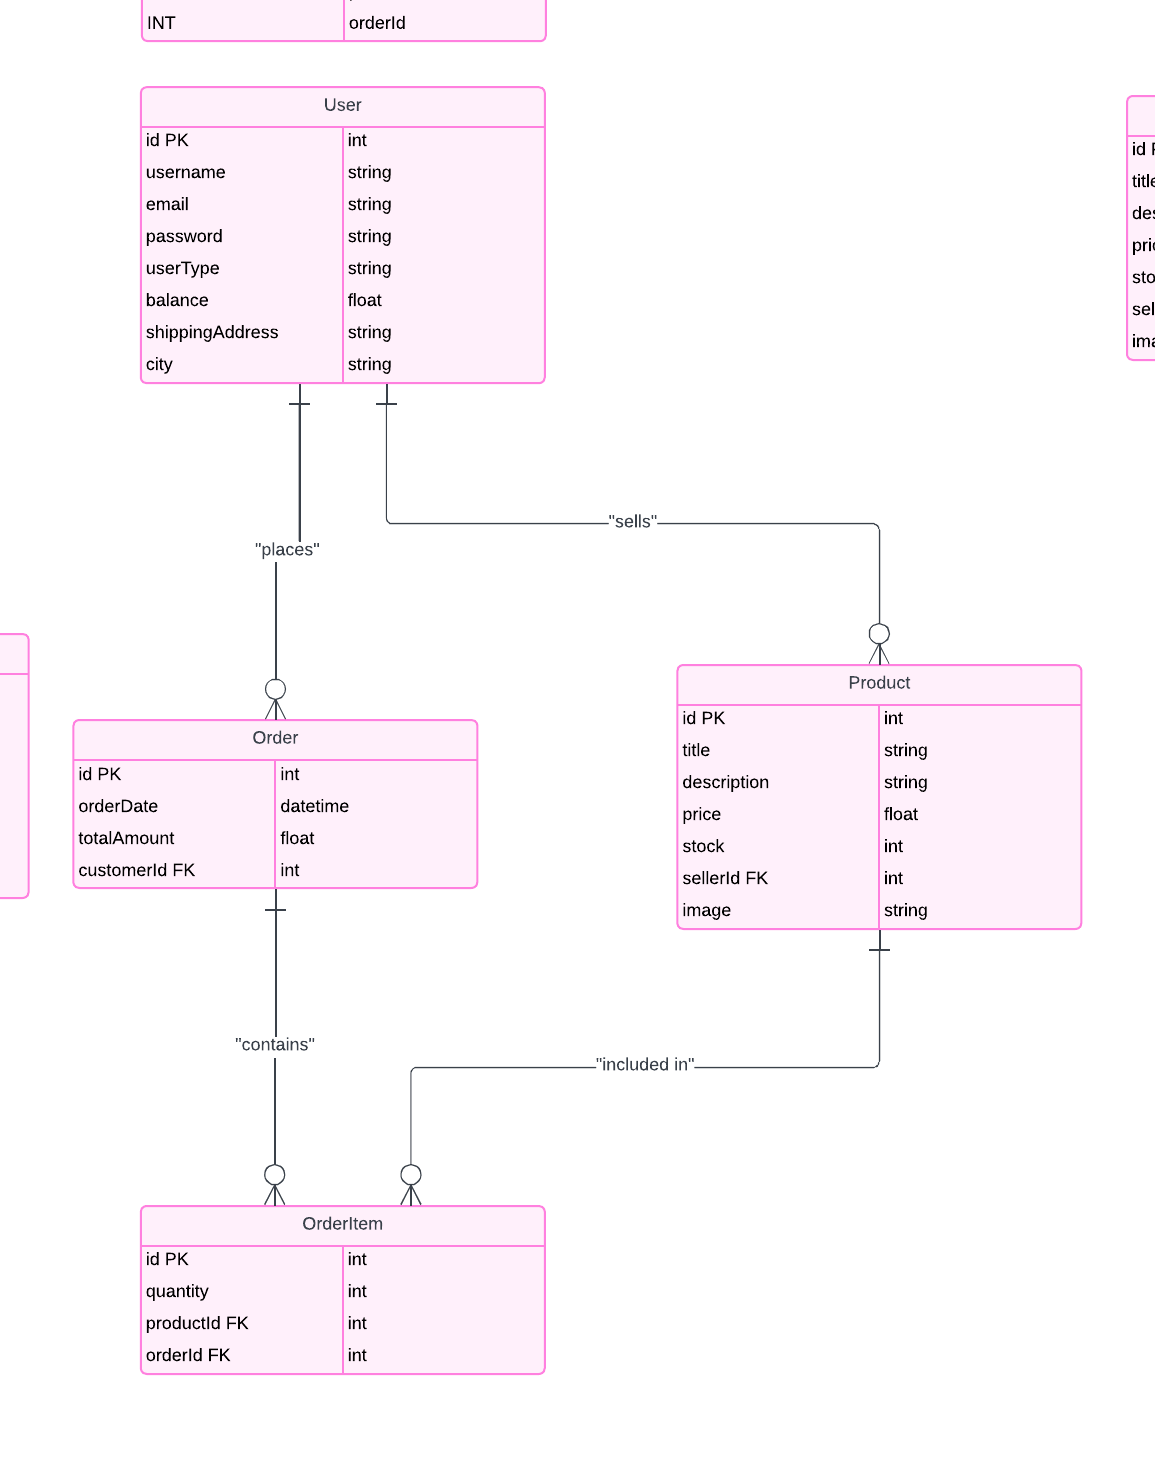 INT orderId
User
id PK int
username string
email string
password string
userType string
balance float
shippingAddress string
city string
id
"sells"
"places"
Product
id PK int
title string
description string
price float
stock int
sellerId FK int
image string
Order
id PK int
orderDate datetime
totalAmount float
customerId FK int
"contains"
"included in"
OrderItem
id PK int
quantity int
productId FK int
orderId FK int